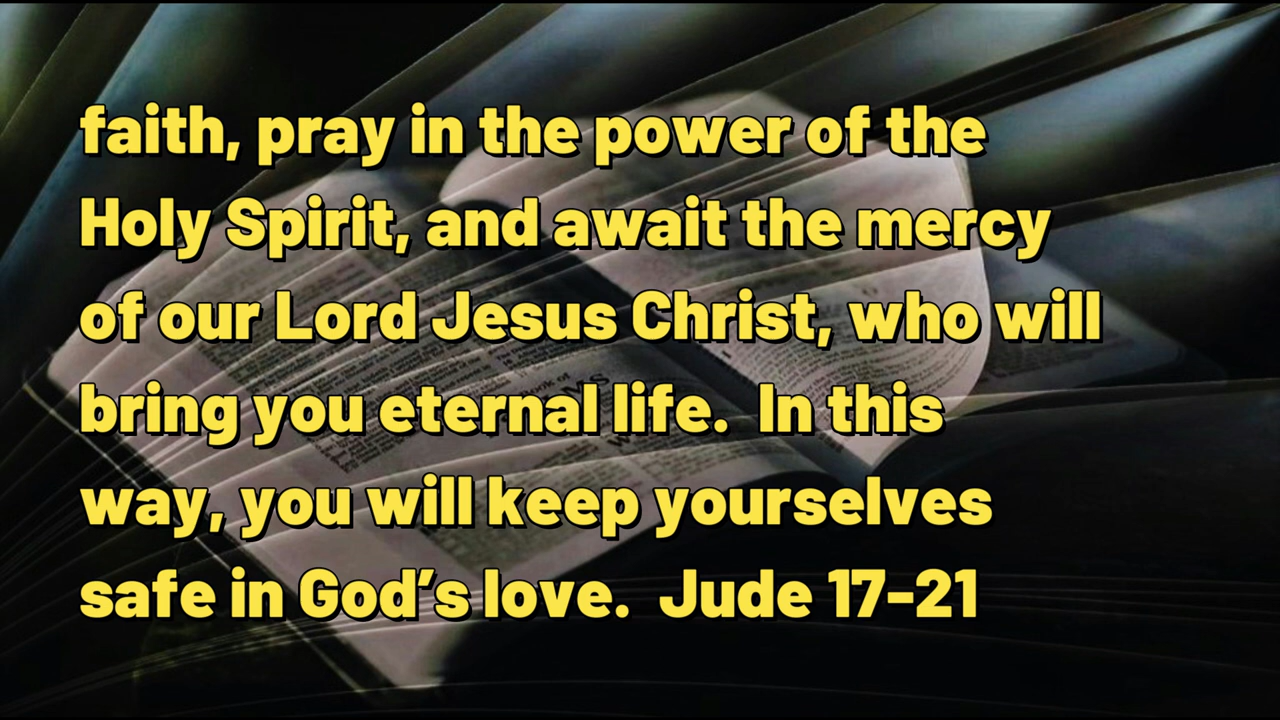 faith, pray in the power of the
Holy Spirit, and await the mercy
of our Lord Jesus Christ, who will
bring you eternal life.  In this
way, you will keep yourselves
safe in God’s love.  Jude 17-21